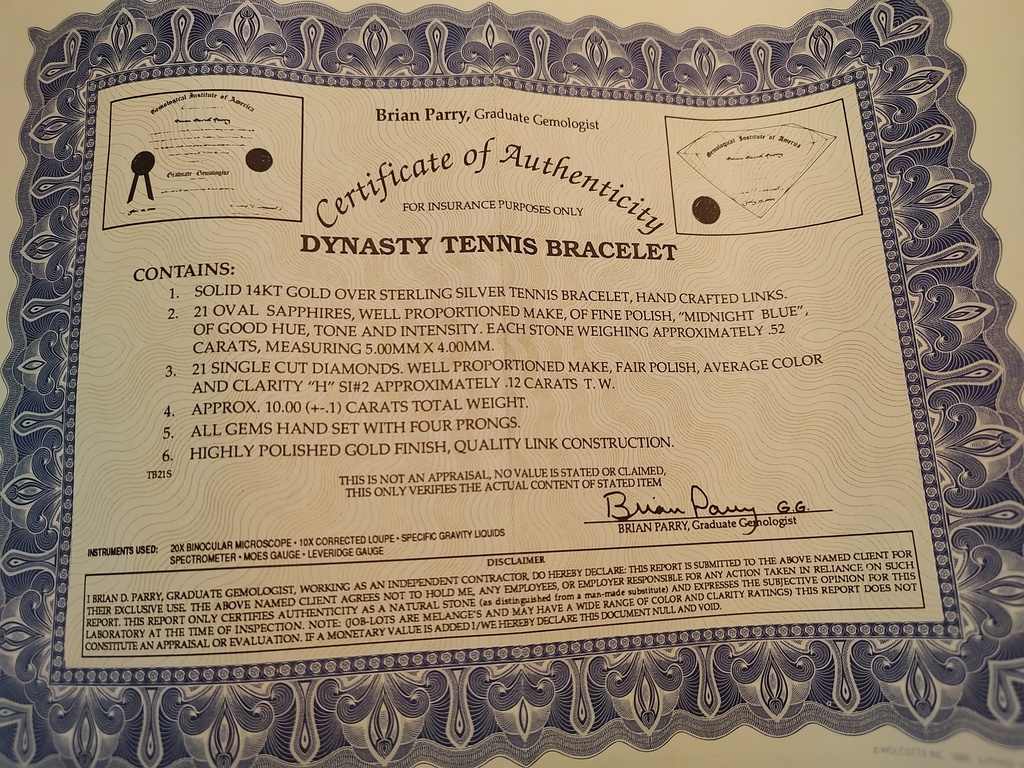 Gemological Institute of America
Graduate Gemologist
Brian Parry, Graduate Gemologist
Gemological Institute of America
Certificate of Authenticity
FOR INSURANCE PURPOSES ONLY
DYNASTY TENNIS BRACELET
CONTAINS:
1. SOLID 14KT GOLD OVER STERLING SILVER TENNIS BRACELET, HAND CRAFTED LINKS.
2. 21 OVAL SAPPHIRES, WELL PROPORTIONED MAKE, OF FINE POLISH, "MIDNIGHT BLUE",
OF GOOD HUE, TONE AND INTENSITY. EACH STONE WEIGHING APPROXIMATELY .52
CARATS, MEASURING 5.00MM X 4.00MM.
3. 21 SINGLE CUT DIAMONDS. WELL PROPORTIONED MAKE, FAIR POLISH, AVERAGE COLOR
AND CLARITY "H" SI#2 APPROXIMATELY .12 CARATS T.W.
4. APPROX. 10.00 (+-.1) CARATS TOTAL WEIGHT.
5. ALL GEMS HAND SET WITH FOUR PRONGS.
6. HIGHLY POLISHED GOLD FINISH, QUALITY LINK CONSTRUCTION.
TB21S
THIS IS NOT AN APPRAISAL, NO VALUE IS STATED OR CLAIMED,
THIS ONLY VERIFIES THE ACTUAL CONTENT OF STATED ITEM
Brian Parry G.G.
BRIAN PARRY, Graduate Gemologist
INSTRUMENTS USED: 20X BINOCULAR MICROSCOPE • 10X CORRECTED LOUPE • SPECIFIC GRAVITY LIQUIDS
SPECTROMETER • MOES GAUGE • LEVERIDGE GAUGE
DISCLAIMER
I BRIAN D. PARRY, GRADUATE GEMOLOGIST, WORKING AS AN INDEPENDENT CONTRACTOR, DO HEREBY DECLARE: THIS REPORT IS SUBMITTED TO THE ABOVE NAMED CLIENT FOR
THEIR EXCLUSIVE USE. THE ABOVE NAMED CLIENT AGREES NOT TO HOLD ME, ANY EMPLOYEES, OR EMPLOYER RESPONSIBLE FOR ANY ACTION TAKEN IN RELIANCE ON SUCH
REPORT. THIS REPORT ONLY CERTIFIES AUTHENTICITY AS A NATURAL STONE (as distinguished from a man-made substitute) AND EXPRESSES THE SUBJECTIVE OPINION FOR THIS
LABORATORY AT THE TIME OF INSPECTION. NOTE: (JOB-LOTS ARE MELANGE'S AND MAY HAVE A WIDE RANGE OF COLOR AND CLARITY RATINGS) THIS REPORT DOES NOT
CONSTITUTE AN APPRAISAL OR EVALUATION. IF A MONETARY VALUE IS ADDED I/WE HEREBY DECLARE THIS DOCUMENT NULL AND VOID.
©WOLCOTTS INC.